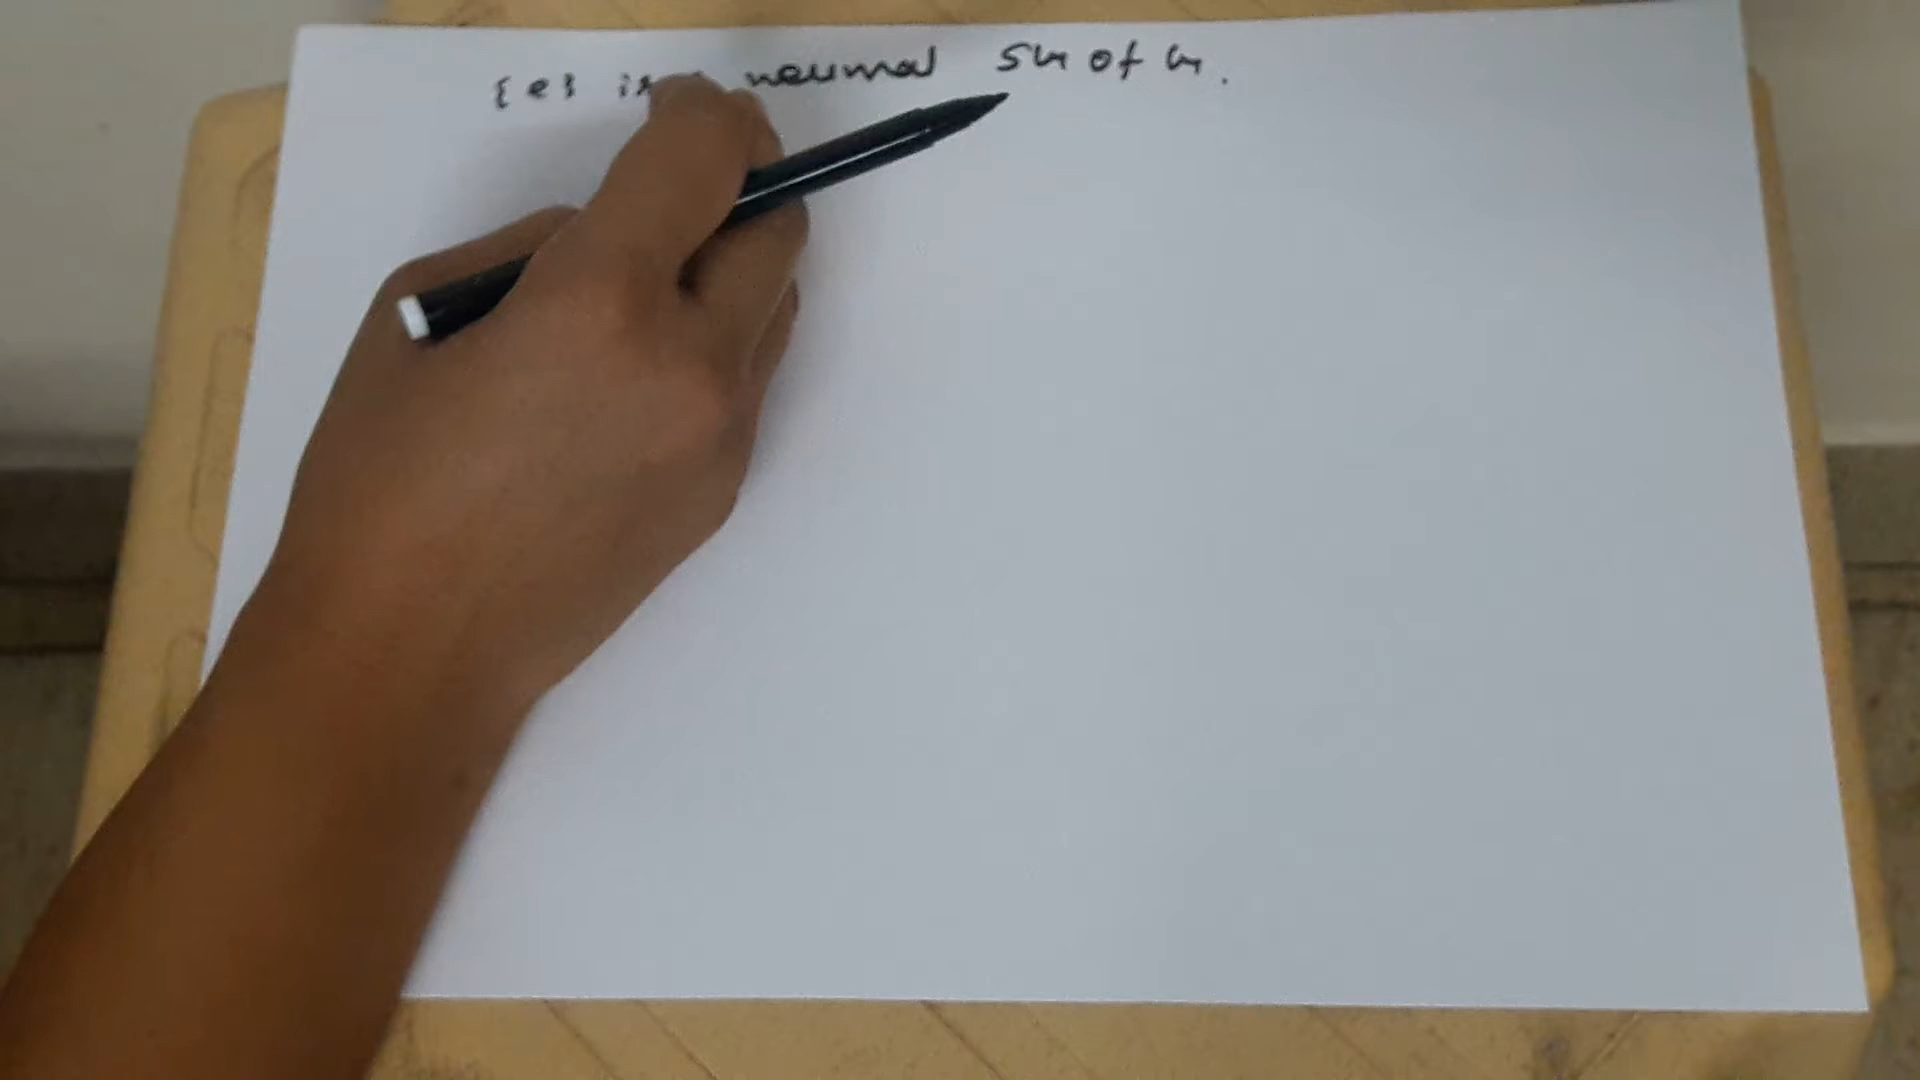 {e} is normal SG of G.